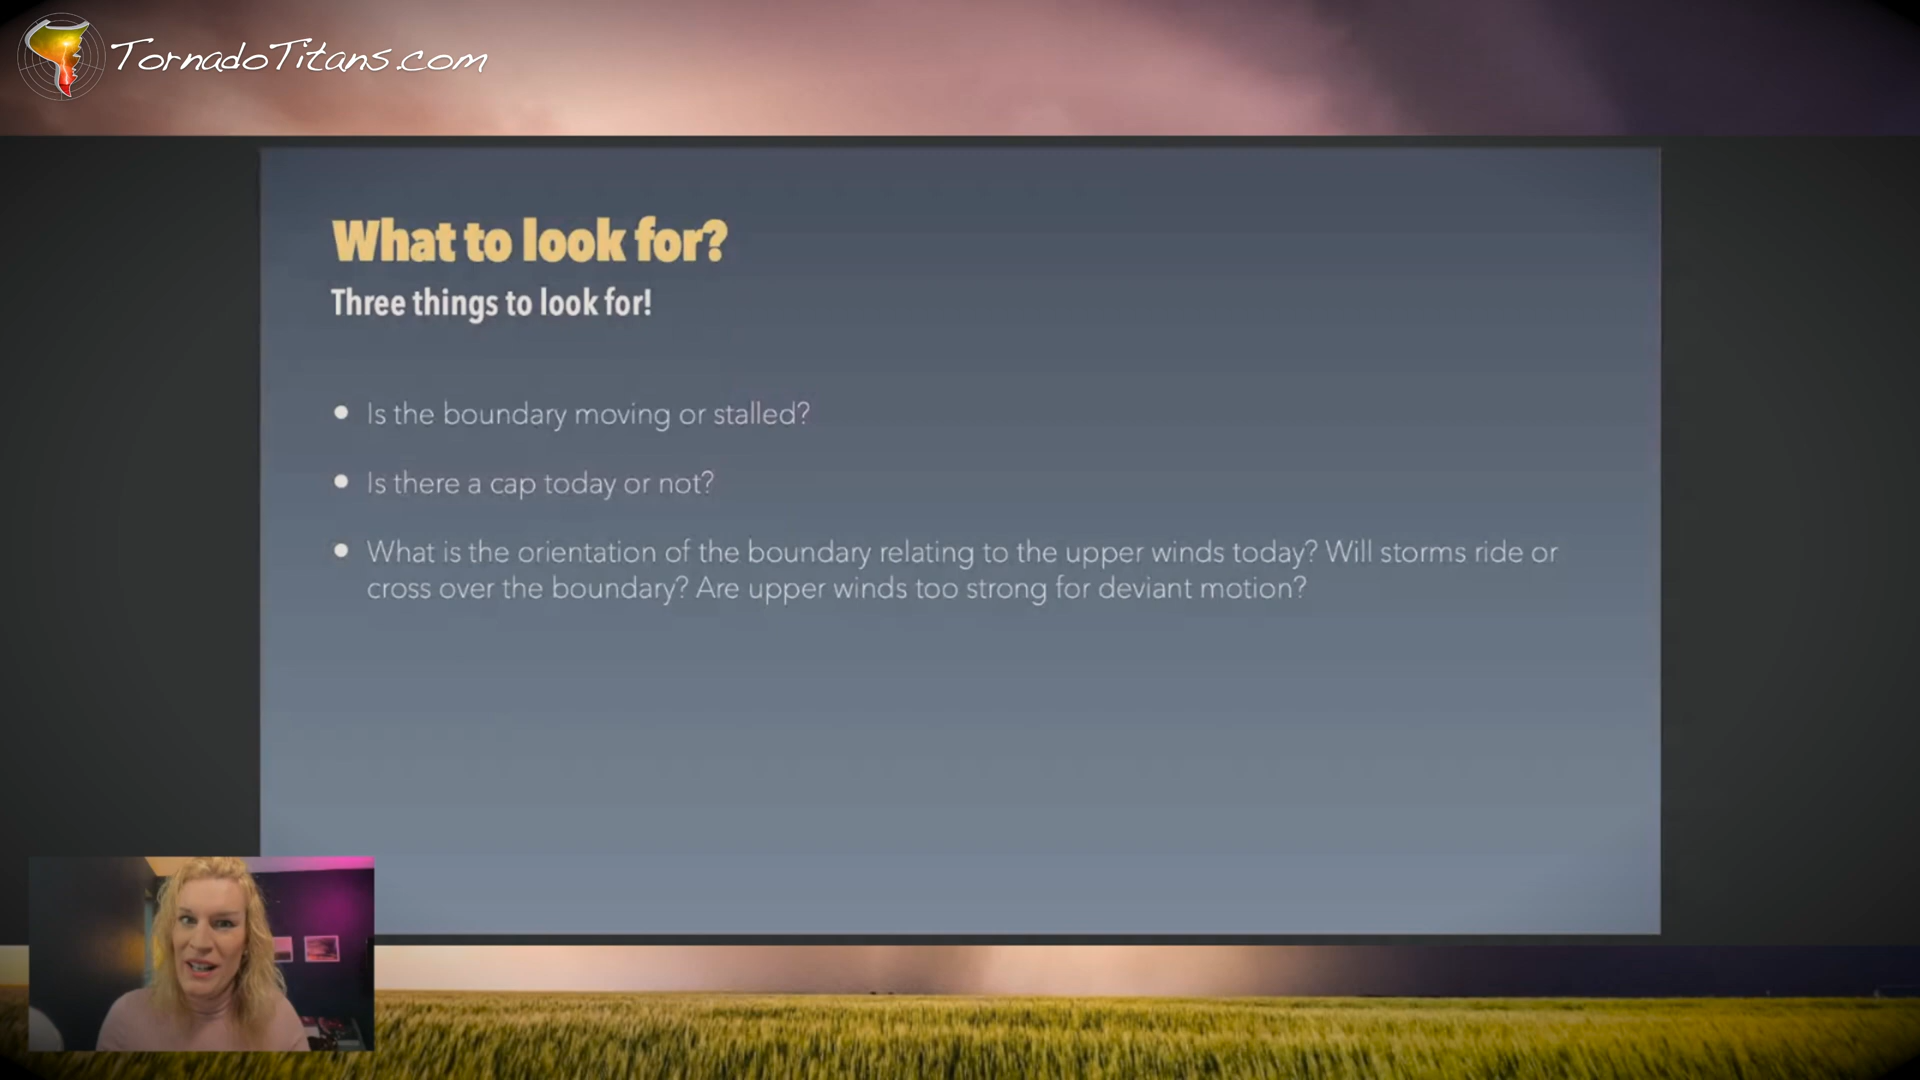 TornadoTitans.com
What to look for?
Three things to look for!
• Is the boundary moving or stalled?
• Is there a cap today or not?
• What is the orientation of the boundary relating to the upper winds today? Will storms ride or
cross over the boundary? Are upper winds too strong for deviant motion?